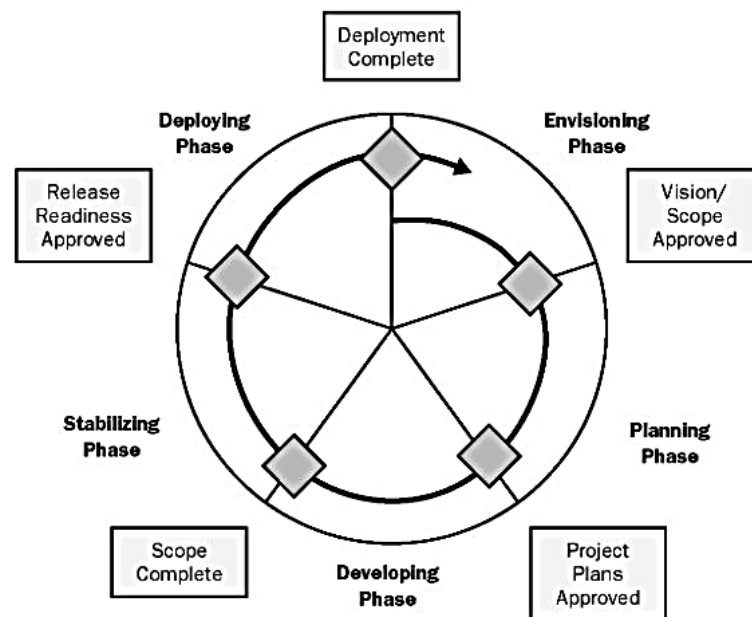 Deployment
Complete
Deploying
Phase
Envisioning
Phase
Release
Readiness
Approved
Vision/
Scope
Approved
Stabilizing
Phase
Planning
Phase
Scope
Complete
Developing
Phase
Project
Plans
Approved